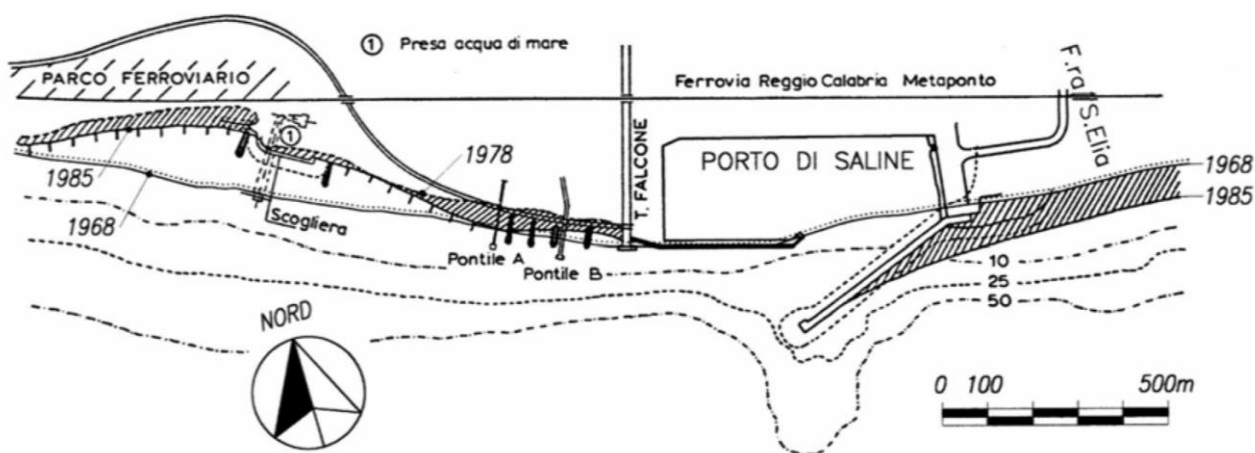 ① Presa acqua di mare
PARCO FERROVIARIO
Ferrovia Reggio Calabria Metaponto
F.ra S.Elia
①
1978
T. FALCONE
PORTO DI SALINE
1968
1985
1985
1968
Scogliera
Pontile A
Pontile B
10
25
50
NORD
0 100 500m